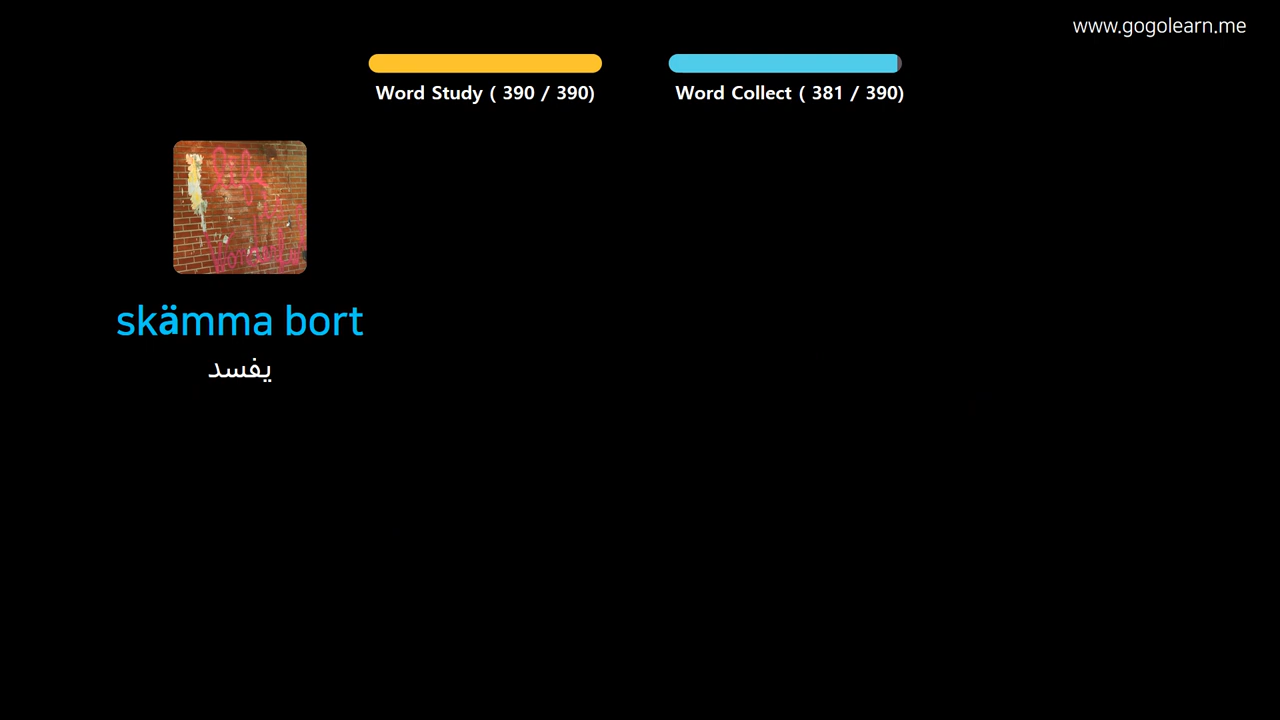 www.gogolearn.me
Word Study ( 390 / 390)
Word Collect ( 381 / 390)
skämma bort
يفسد